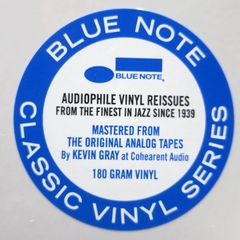 BLUE NOTE
BLUE NOTE
AUDIOPHILE VINYL REISSUES
FROM THE FINEST IN JAZZ SINCE 1939
MASTERED FROM
THE ORIGINAL ANALOG TAPES
By KEVIN GRAY at Cohearent Audio
180 GRAM VINYL
CLASSIC VINYL SERIES